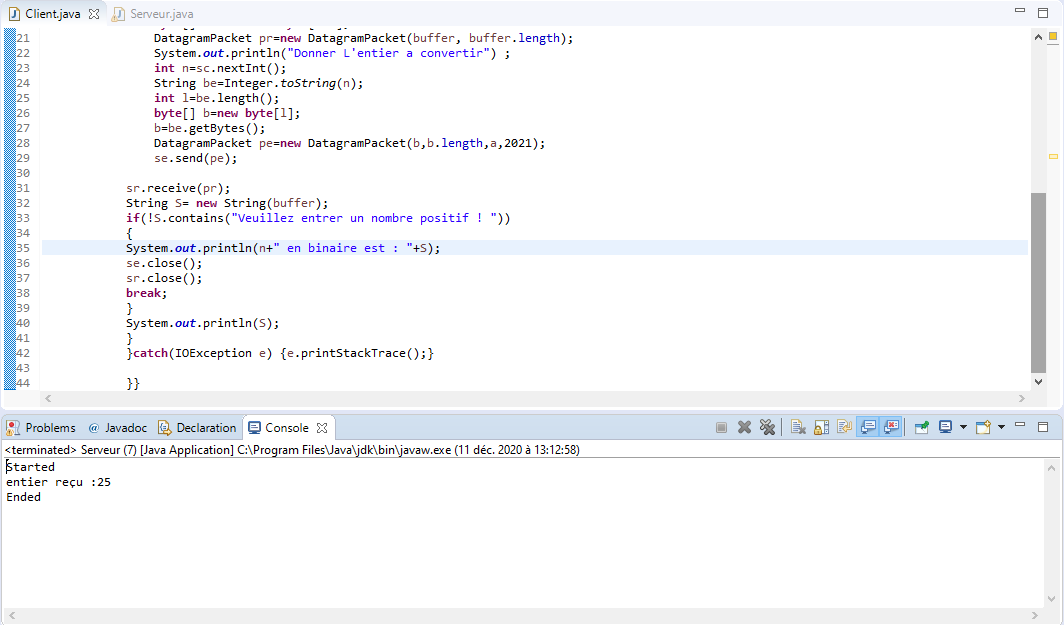 Client.java
Serveur.java
21 DatagramPacket pr=new DatagramPacket(buffer, buffer.length);
22 System.out.println("Donner L'entier a convertir") ;
23 int n=sc.nextInt();
24 String be=Integer.toString(n);
25 int l=be.length();
26 byte[] b=new byte[l];
27 b=be.getBytes();
28 DatagramPacket pe=new DatagramPacket(b,b.length,a,2021);
29 se.send(pe);
30
31 sr.receive(pr);
32 String S= new String(buffer);
33 if(!S.contains("Veuillez entrer un nombre positif ! "))
34 {
35 System.out.println(n+" en binaire est : "+S);
36 se.close();
37 sr.close();
38 break;
39 }
40 System.out.println(S);
41 }
42 }catch(IOException e) {e.printStackTrace();}
43
44 }}
Problems @ Javadoc Declaration Console
<terminated> Serveur (7) [Java Application] C:\Program Files\Java\jdk\bin\javaw.exe (11 déc. 2020 à 13:12:58)
Started
entier reçu :25
Ended